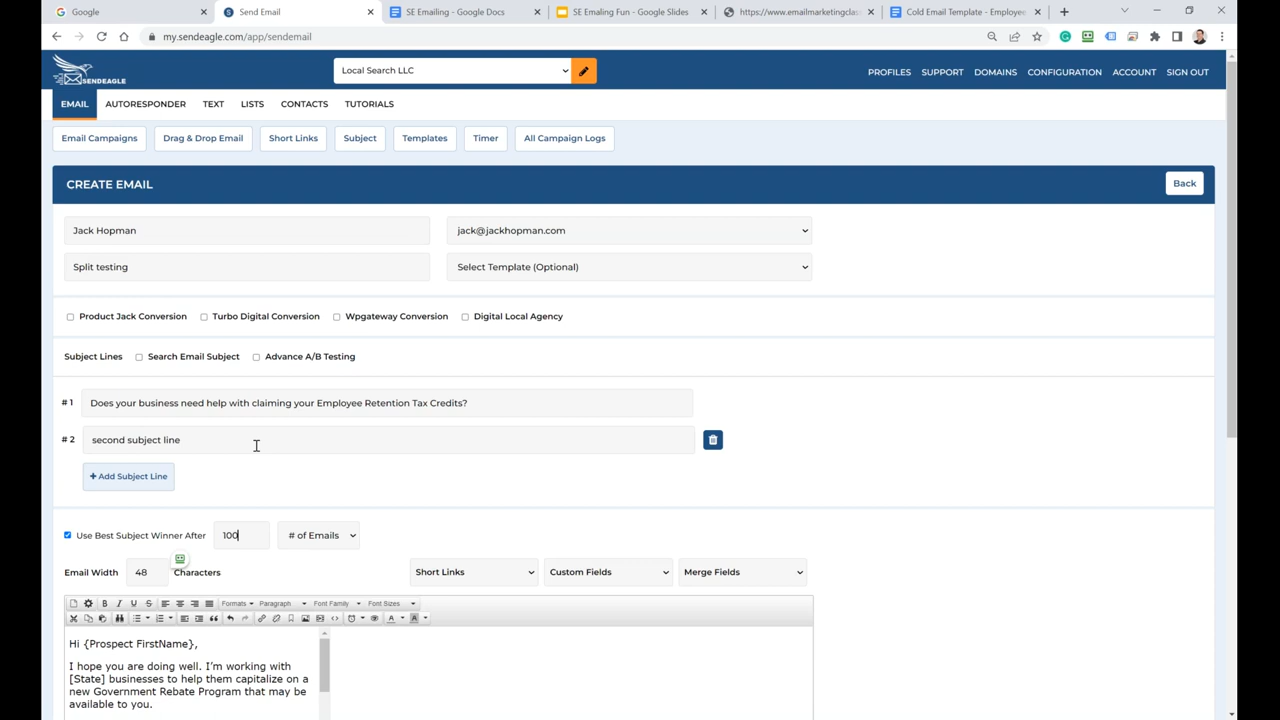 Google
Send Email
SE Emailing - Google Docs
SE Emaling Fun - Google Slides
https://www.emailmarketingclas
Cold Email Template - Employee
my.sendeagle.com/app/sendemail
SENDEAGLE
Local Search LLC
PROFILES
SUPPORT
DOMAINS
CONFIGURATION
ACCOUNT
SIGN OUT
EMAIL
AUTORESPONDER
TEXT
LISTS
CONTACTS
TUTORIALS
Email Campaigns
Drag & Drop Email
Short Links
Subject
Templates
Timer
All Campaign Logs
CREATE EMAIL
Back
Jack Hopman
jack@jackhopman.com
Split testing
Select Template (Optional)
Product Jack Conversion
Turbo Digital Conversion
Wpgateway Conversion
Digital Local Agency
Subject Lines
Search Email Subject
Advance A/B Testing
# 1
Does your business need help with claiming your Employee Retention Tax Credits?
# 2
second subject line
+ Add Subject Line
Use Best Subject Winner After
100
# of Emails
Email Width
48
Characters
Short Links
Custom Fields
Merge Fields
Formats
Paragraph
Font Family
Font Sizes
Hi {Prospect FirstName},
I hope you are doing well. I'm working with
[State] businesses to help them capitalize on a
new Government Rebate Program that may be
available to you.